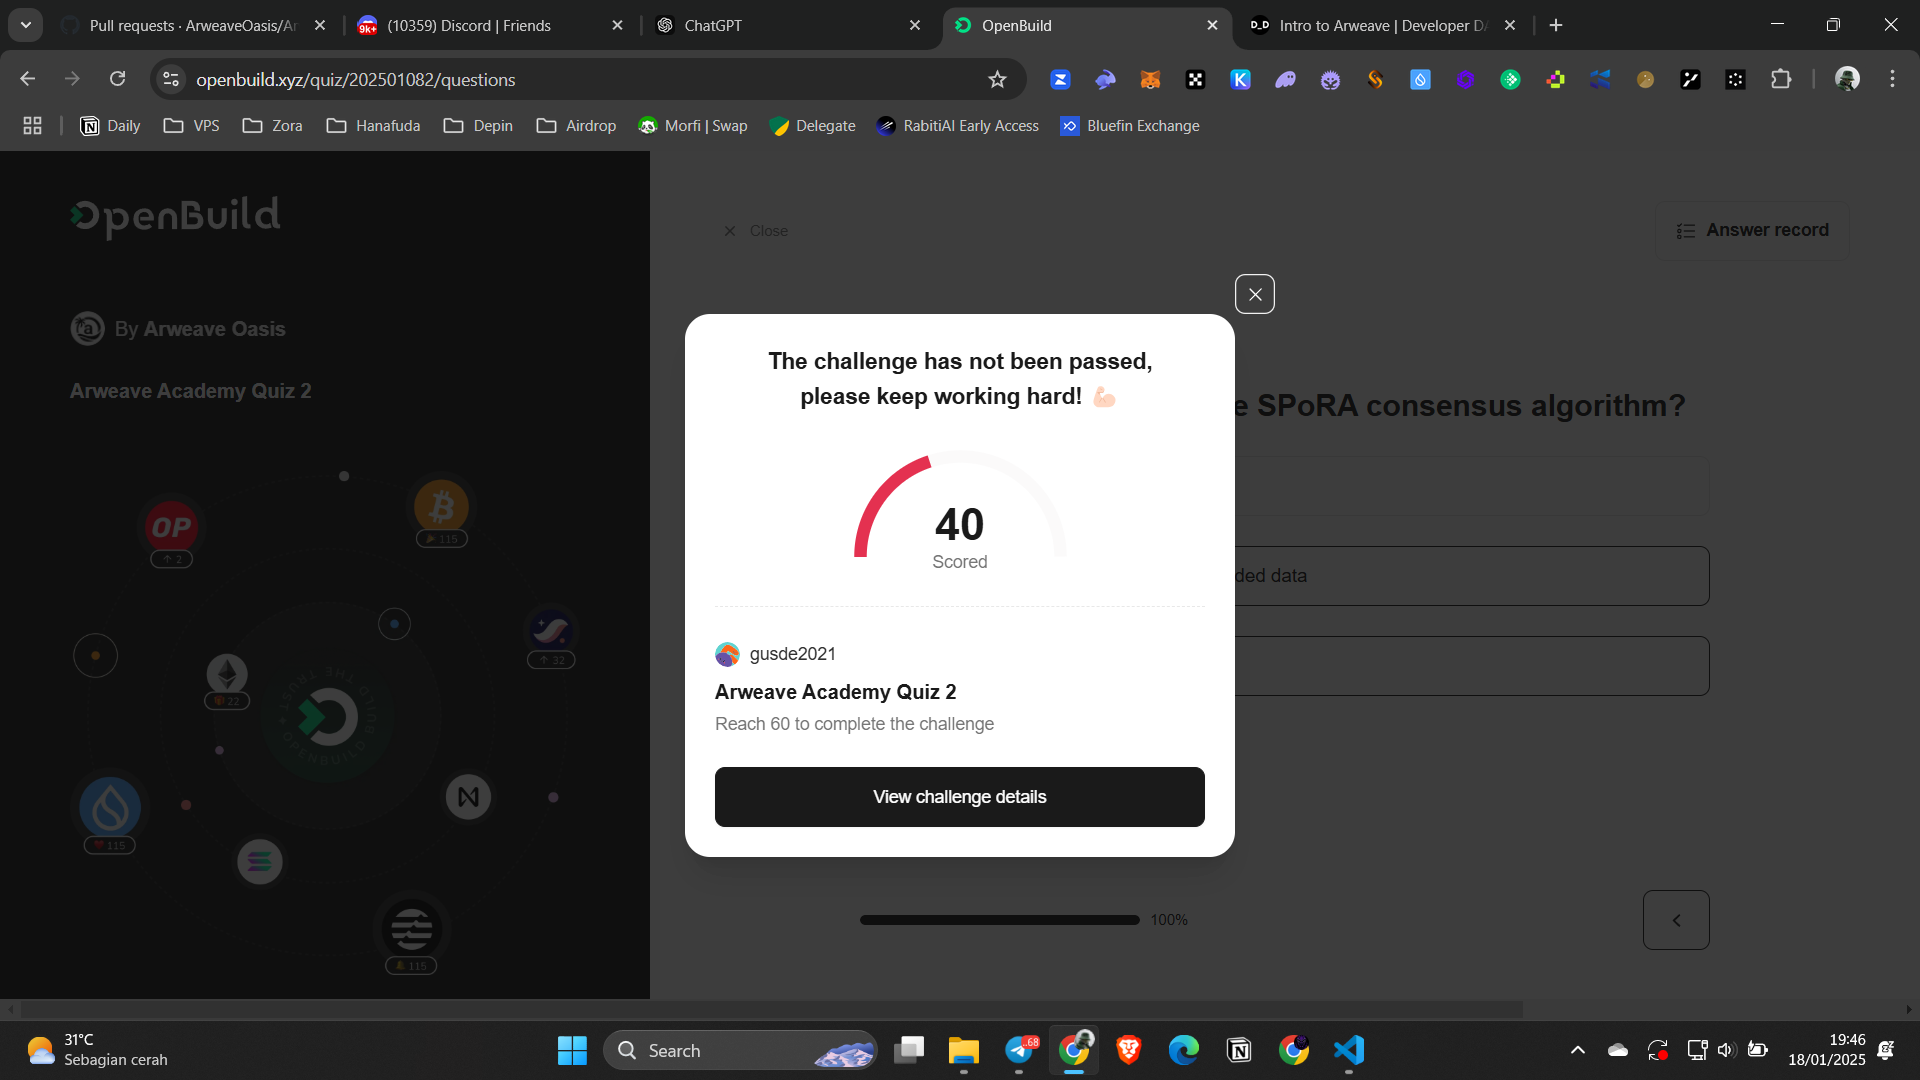 Pull requests · ArweaveOasis/Ar
(10359) Discord | Friends
ChatGPT
OpenBuild
Intro to Arweave | Developer DA
openbuild.xyz/quiz/202501082/questions
Daily
VPS
Zora
Hanafuda
Depin
Airdrop
Morfi | Swap
Delegate
RabitiAI Early Access
Bluefin Exchange
OpenBuild
By Arweave Oasis
Arweave Academy Quiz 2
OP
2
115
32
22
115
115
Close
Answer record
e SPoRA consensus algorithm?
ded data
The challenge has not been passed,
please keep working hard! 💪🏻
40
Scored
gusde2021
Arweave Academy Quiz 2
Reach 60 to complete the challenge
View challenge details
100%
31°C
Sebagian cerah
Search
..68
19:46
18/01/2025